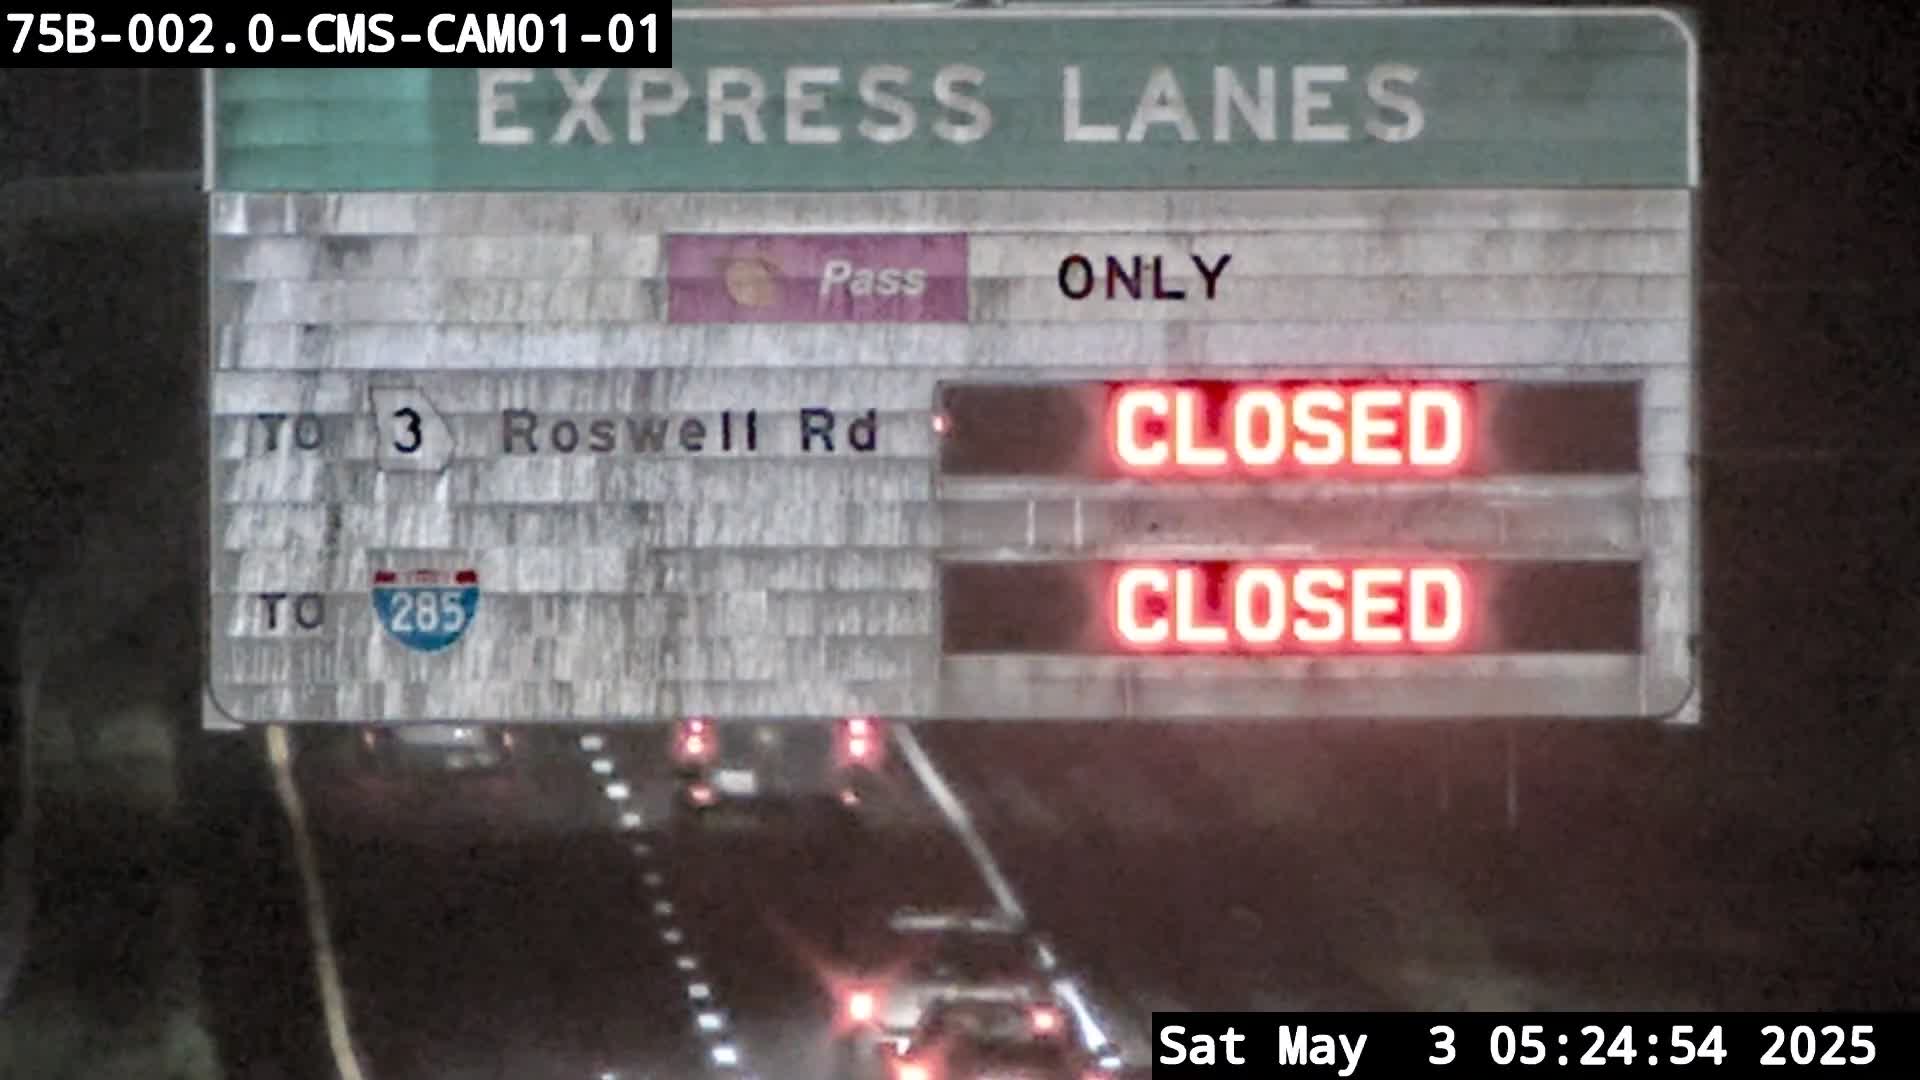 75B-002.0-CMS-CAM01-01
EXPRESS LANES
Pass ONLY
TO 3 Roswell Rd CLOSED
TO 285 CLOSED
Sat May 3 05:24:54 2025